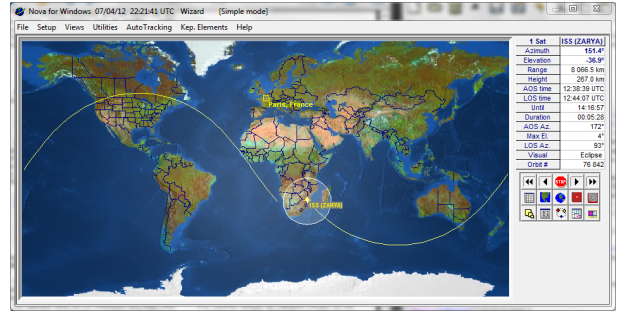 Nova for Windows 07/04/12 22:21:41 UTC Wizard [Simple mode]
File Setup Views Utilities AutoTracking Kep. Elements Help
1 Sat ISS (ZARYA)
Azimuth 151.4°
Elevation -36.9°
Range 8 066.5 km
Height 267.0 km
AOS time 12:38:39 UTC
LOS time 12:44:07 UTC
Until 14:16:57
Duration 00:05:28
AOS Az. 172°
Max El. 4°
LOS Az. 93°
Visual Eclipse
Orbit # 76 842
STOP
Paris, France
ISS (ZARYA)